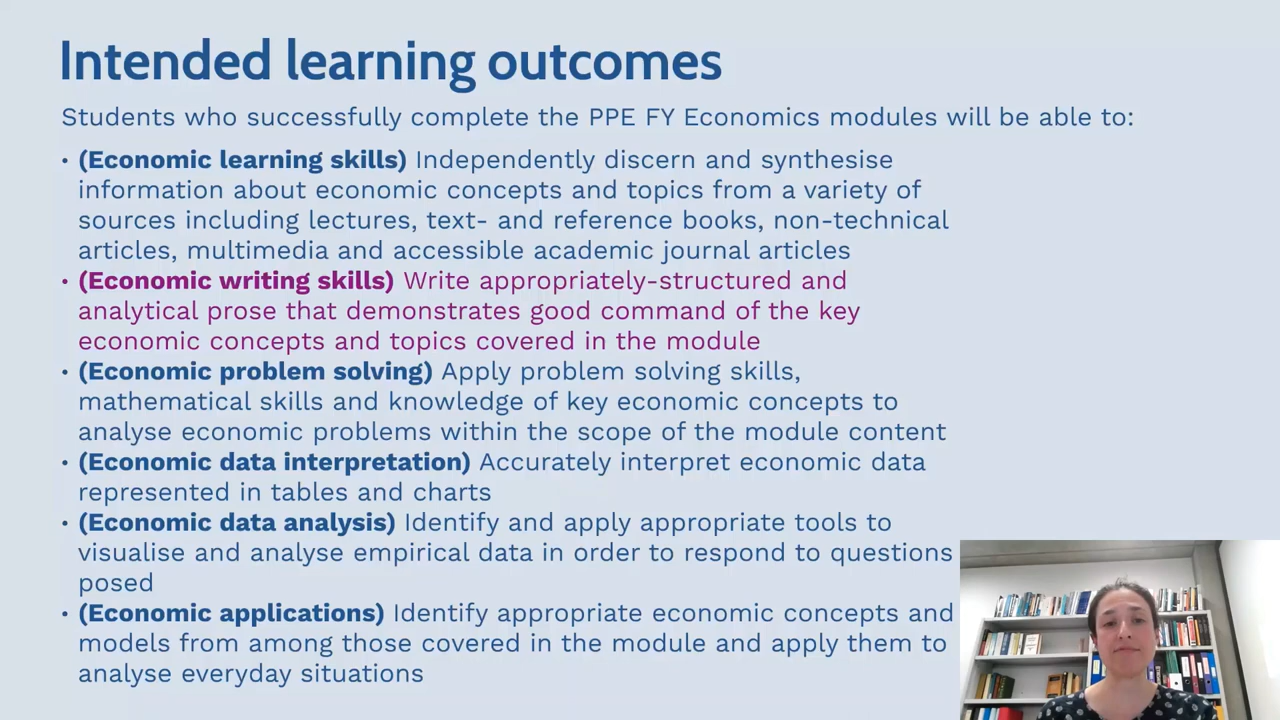 Intended learning outcomes
Students who successfully complete the PPE FY Economics modules will be able to:
• (Economic learning skills) Independently discern and synthesise
information about economic concepts and topics from a variety of
sources including lectures, text- and reference books, non-technical
articles, multimedia and accessible academic journal articles
• (Economic writing skills) Write appropriately-structured and
analytical prose that demonstrates good command of the key
economic concepts and topics covered in the module
• (Economic problem solving) Apply problem solving skills,
mathematical skills and knowledge of key economic concepts to
analyse economic problems within the scope of the module content
• (Economic data interpretation) Accurately interpret economic data
represented in tables and charts
• (Economic data analysis) Identify and apply appropriate tools to
visualise and analyse empirical data in order to respond to questions
posed
• (Economic applications) Identify appropriate economic concepts and
models from among those covered in the module and apply them to
analyse everyday situations